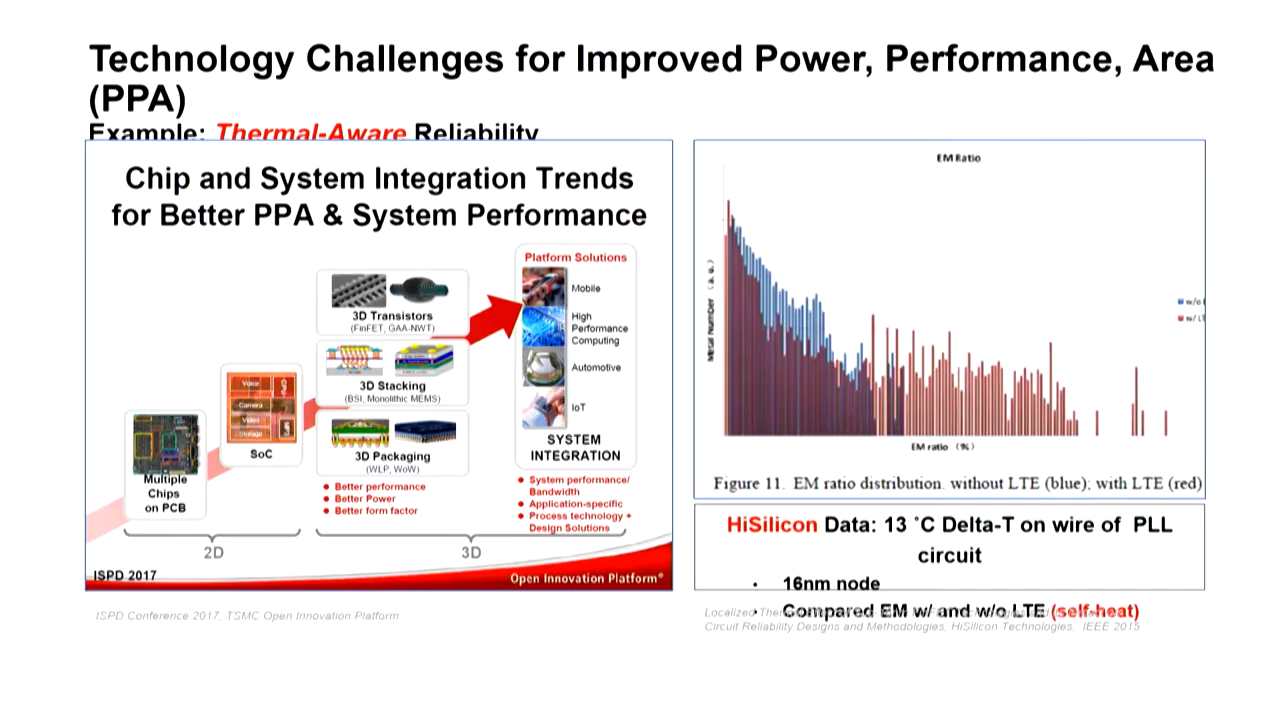 Technology Challenges for Improved Power, Performance, Area
(PPA)
Example: Thermal-Aware Reliability
Chip and System Integration Trends
for Better PPA & System Performance
Platform Solutions
Mobile
High
Performance
Computing
Automotive
IoT
SYSTEM
INTEGRATION
3D Transistors
(FinFET, GAA-NWT)
3D Stacking
(BSI, Monolithic MEMS)
3D Packaging
(WLP, WoW)
Voice
CPU
Camera
Video
Storage
SoC
Multiple
Chips
on PCB
• Better performance
• Better Power
• Better form factor
• System performance/
Bandwidth
• Application-specific
• Process technology +
Design Solutions
2D
3D
ISPD 2017
Open Innovation Platform®
ISPD Conference 2017, TSMC Open Innovation Platform
EM Ratio
Metal Number (a.u.)
w/o
w/ LT
EM ratio (%)
Figure 11. EM ratio distribution. without LTE (blue); with LTE (red)
HiSilicon Data: 13 ˚C Delta-T on wire of PLL
circuit
• 16nm node
• Compared EM w/ and w/o LTE (self-heat)
Localized
Circuit Reliability Designs and Methodologies, HiSilicon Technologies, IEEE 2015